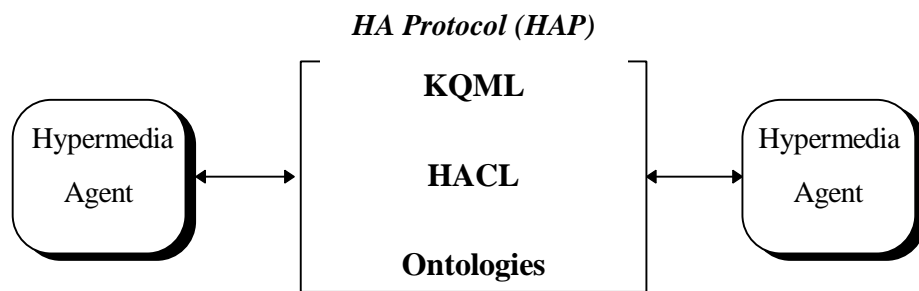 HA Protocol (HAP)
KQML
Hypermedia
Agent
HACL
Hypermedia
Agent
Ontologies